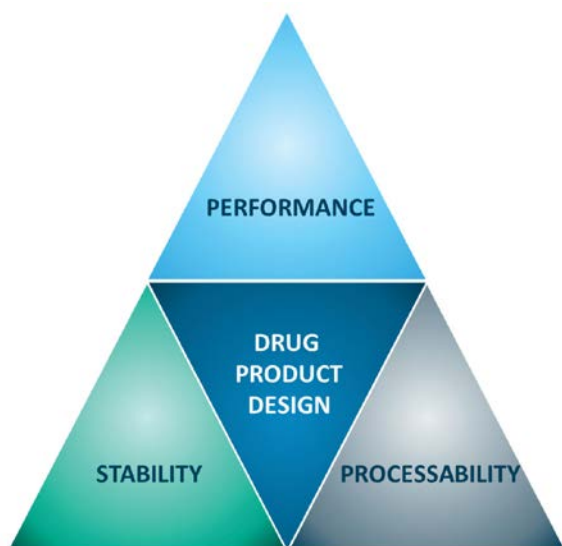 PERFORMANCE
DRUG
PRODUCT
DESIGN
STABILITY
PROCESSABILITY